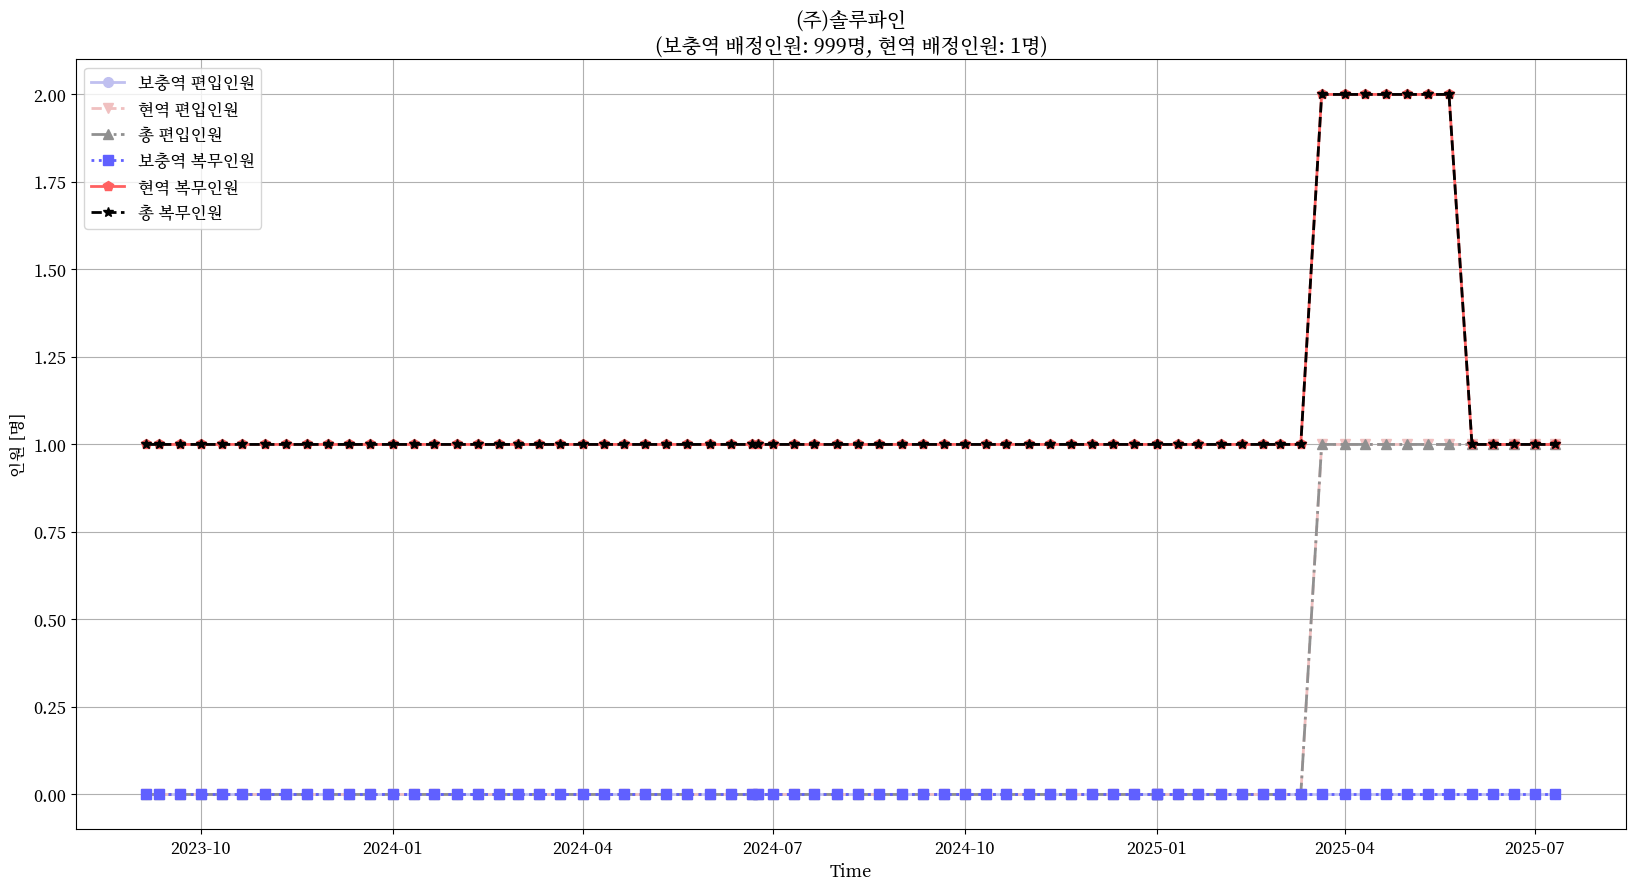 (주)솔루파인
(보충역 배정인원: 999명, 현역 배정인원: 1명)
보충역 편입인원
현역 편입인원
총 편입인원
보충역 복무인원
현역 복무인원
총 복무인원
인원 [명]
2.00
1.75
1.50
1.25
1.00
0.75
0.50
0.25
0.00
2023-10
2024-01
2024-04
2024-07
2024-10
2025-01
2025-04
2025-07
Time